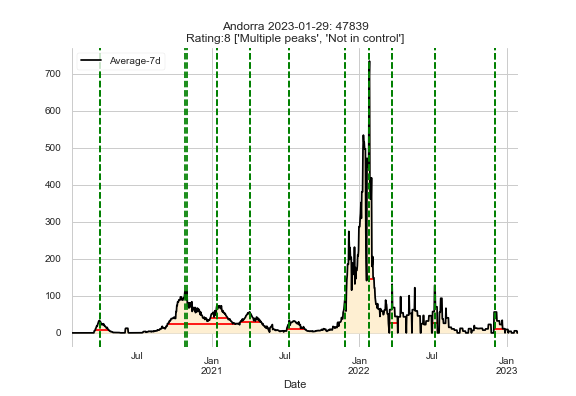 Andorra 2023-01-29: 47839
Rating:8 ['Multiple peaks', 'Not in control']
Average-7d
700
600
500
400
300
200
100
0
Jul
Jan
2021
Jul
Jan
2022
Jul
Jan
2023
Date